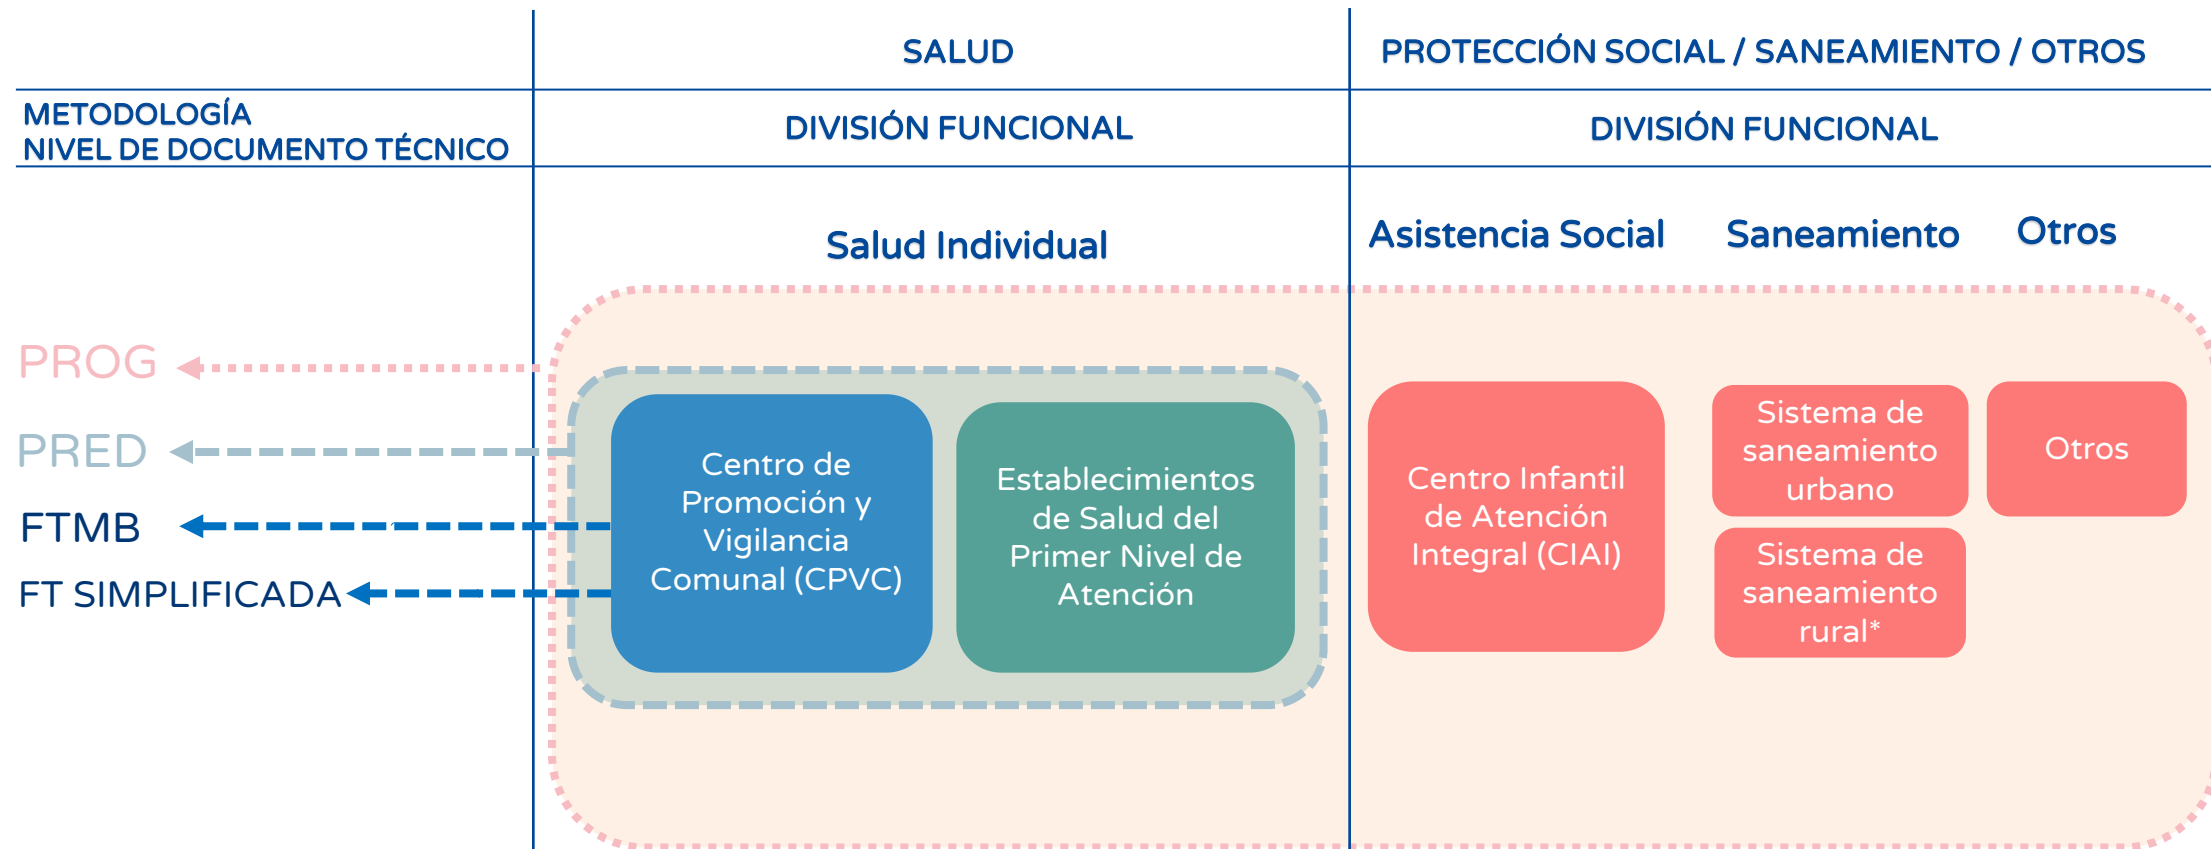 SALUD
PROTECCIÓN SOCIAL / SANEAMIENTO / OTROS
METODOLOGÍA
NIVEL DE DOCUMENTO TÉCNICO
DIVISIÓN FUNCIONAL
DIVISIÓN FUNCIONAL
Salud Individual
Asistencia Social
Saneamiento
Otros
PROG
PRED
FTMB
FT SIMPLIFICADA
Centro de
Promoción y
Vigilancia
Comunal (CPVC)
Establecimientos
de Salud del
Primer Nivel de
Atención
Centro Infantil
de Atención
Integral (CIAI)
Sistema de
saneamiento
urbano
Sistema de
saneamiento
rural*
Otros